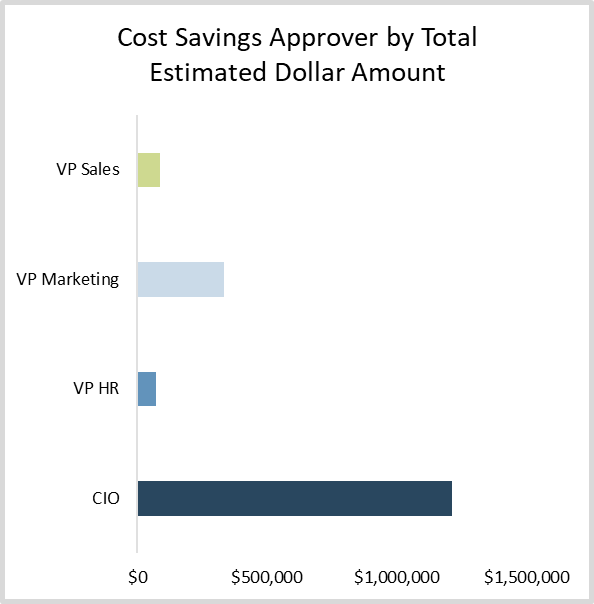 Cost Savings Approver by Total
Estimated Dollar Amount
VP Sales
VP Marketing
VP HR
CIO
$0 $500,000 $1,000,000 $1,500,000